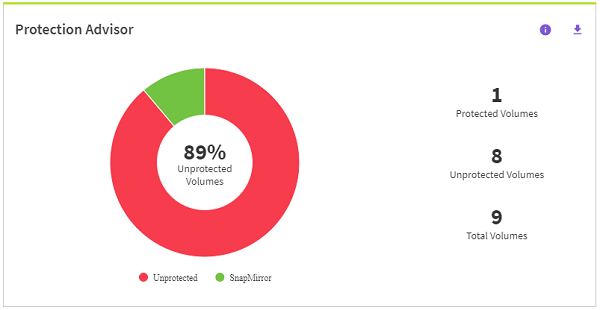 Protection Advisor
89%
Unprotected
Volumes
1
Protected Volumes
8
Unprotected Volumes
9
Total Volumes
Unprotected
SnapMirror